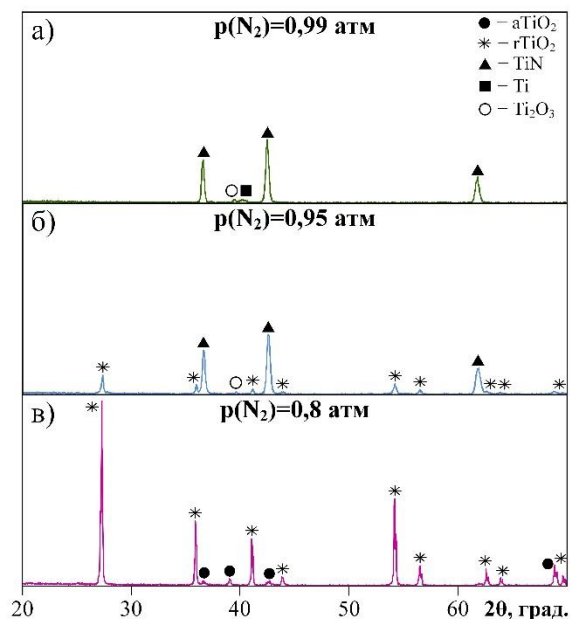 а)
p(N₂)=0,99 атм
● – aTiO₂
✳ – rTiO₂
▲ – TiN
■ – Ti
○ – Ti₂O₃
б)
p(N₂)=0,95 атм
в)
p(N₂)=0,8 атм
20 30 40 50 60 2θ, град.